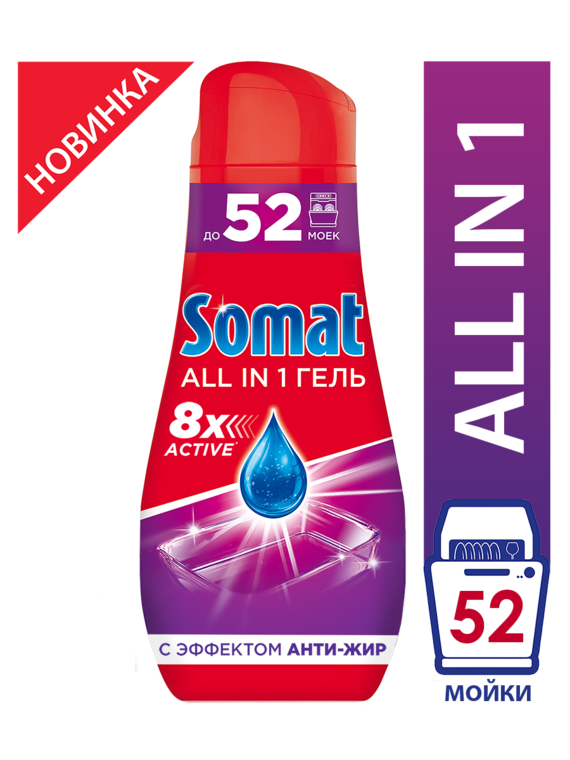 НОВИНКА
ДО 52 МОЕК
Somat
ALL IN 1 ГЕЛЬ
8x
ACTIVE*
С ЭФФЕКТОМ АНТИ-ЖИР
ALL IN 1
52
МОЙКИ